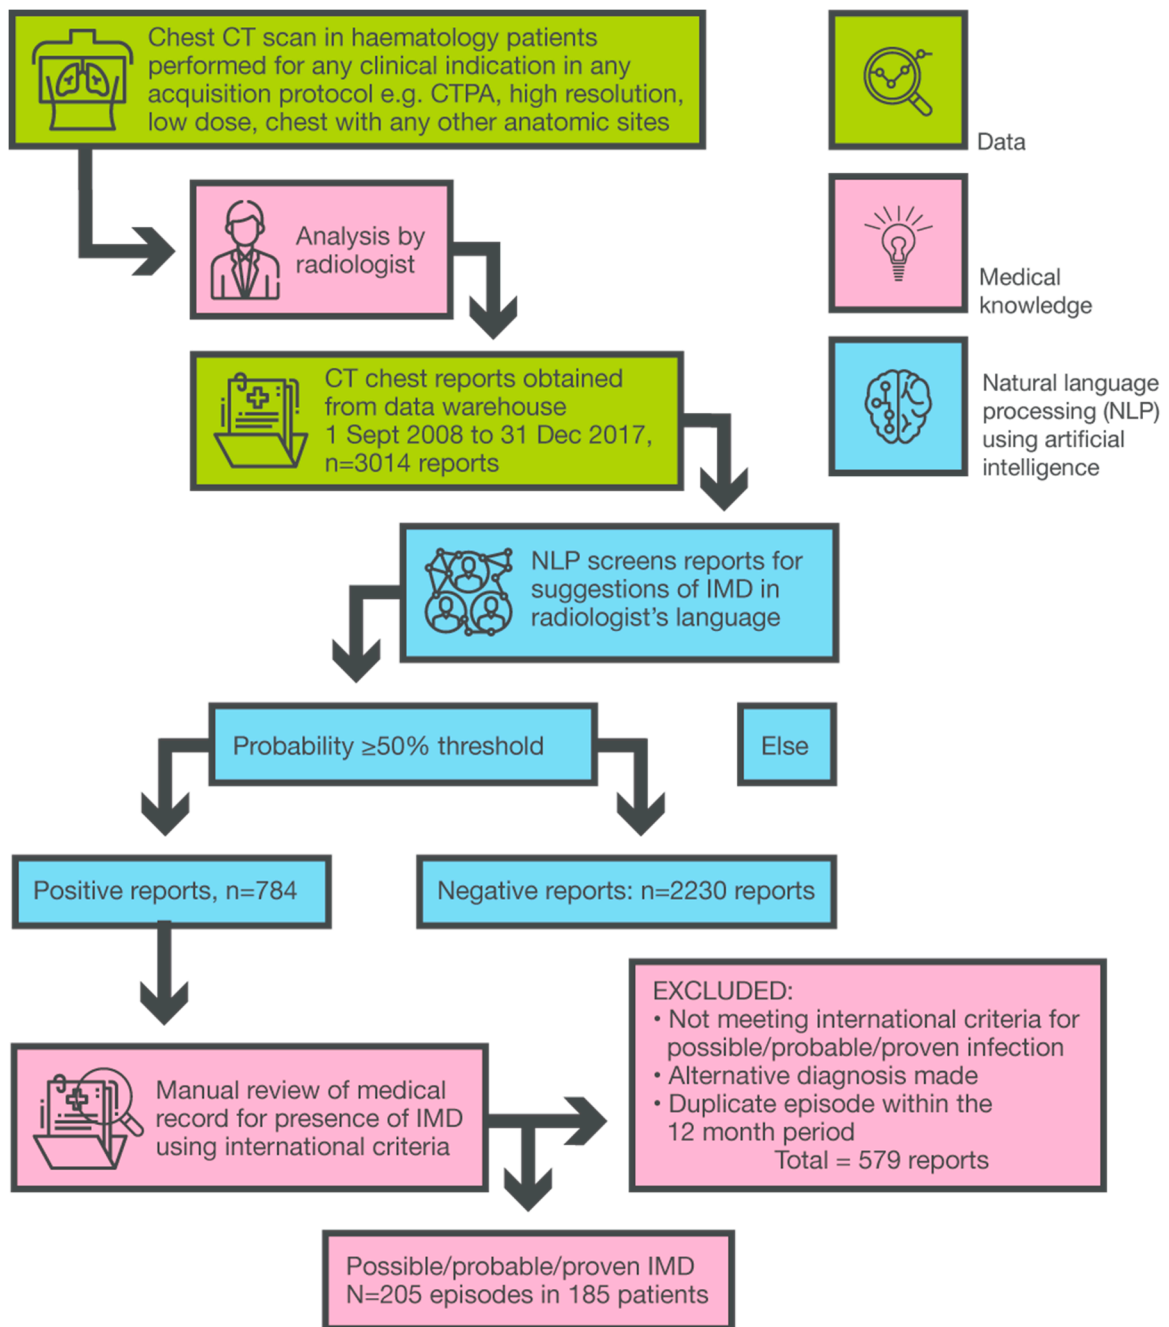 Chest CT scan in haematology patients
performed for any clinical indication in any
acquisition protocol e.g. CTPA, high resolution,
low dose, chest with any other anatomic sites
Data
Analysis by
radiologist
Medical
knowledge
CT chest reports obtained
from data warehouse
1 Sept 2008 to 31 Dec 2017,
n=3014 reports
Natural language
processing (NLP)
using artificial
intelligence
NLP screens reports for
suggestions of IMD in
radiologist’s language
Probability ≥50% threshold
Else
Positive reports, n=784
Negative reports: n=2230 reports
Manual review of medical
record for presence of IMD
using international criteria
EXCLUDED:
• Not meeting international criteria for
possible/probable/proven infection
• Alternative diagnosis made
• Duplicate episode within the
12 month period
Total = 579 reports
Possible/probable/proven IMD
N=205 episodes in 185 patients